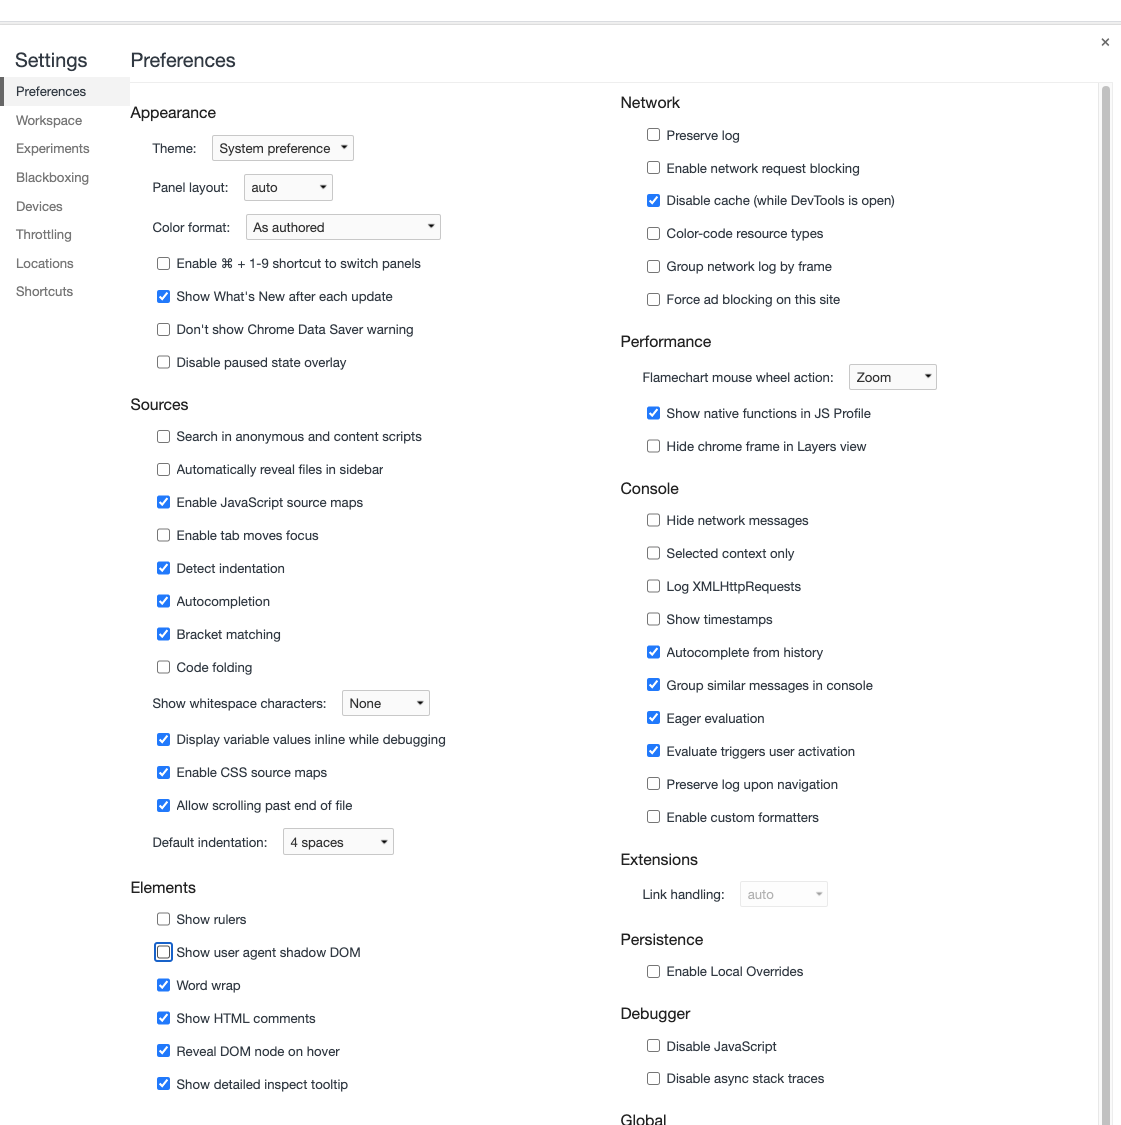 ×
Settings
Preferences
Workspace
Experiments
Blackboxing
Devices
Throttling
Locations
Shortcuts
Preferences
Appearance
Theme: System preference
Panel layout: auto
Color format: As authored
Enable ⌘ + 1-9 shortcut to switch panels
Show What's New after each update
Don't show Chrome Data Saver warning
Disable paused state overlay
Sources
Search in anonymous and content scripts
Automatically reveal files in sidebar
Enable JavaScript source maps
Enable tab moves focus
Detect indentation
Autocompletion
Bracket matching
Code folding
Show whitespace characters: None
Display variable values inline while debugging
Enable CSS source maps
Allow scrolling past end of file
Default indentation: 4 spaces
Elements
Show rulers
Show user agent shadow DOM
Word wrap
Show HTML comments
Reveal DOM node on hover
Show detailed inspect tooltip
Network
Preserve log
Enable network request blocking
Disable cache (while DevTools is open)
Color-code resource types
Group network log by frame
Force ad blocking on this site
Performance
Flamechart mouse wheel action: Zoom
Show native functions in JS Profile
Hide chrome frame in Layers view
Console
Hide network messages
Selected context only
Log XMLHttpRequests
Show timestamps
Autocomplete from history
Group similar messages in console
Eager evaluation
Evaluate triggers user activation
Preserve log upon navigation
Enable custom formatters
Extensions
Link handling: auto
Persistence
Enable Local Overrides
Debugger
Disable JavaScript
Disable async stack traces
Global